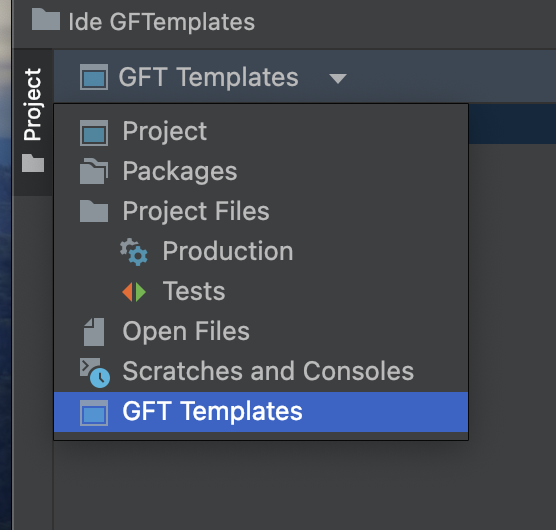 Ide GFTemplates
GFT Templates
Project
Project
Packages
Project Files
Production
Tests
Open Files
Scratches and Consoles
GFT Templates